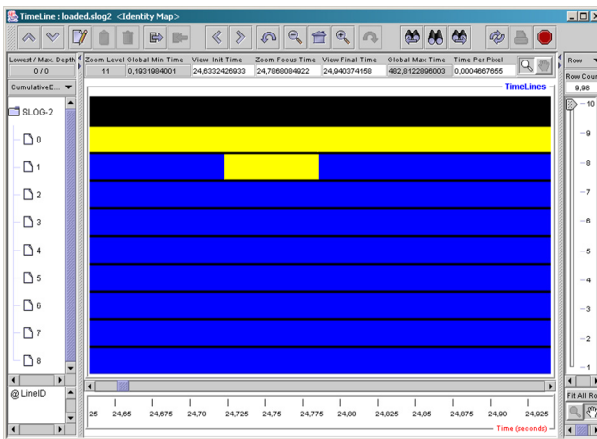 TimeLine : loaded.slog2 <Identity Map>
Lowest / Max. Depth
Zoom Level Global Min Time View Init Time Zoom Focus Time View Final Time Global Max Time Time Per Pixel
Row
0 / 0
11 0,1931984001 24,6332426933 24,7868084922 24,940374158 482,8122896003 0,0004667655
Row Coun
CumulativeE...
TimeLines
9,98
SLOG-2
10
0
9
1
8
2
7
3
6
4
5
5
4
6
3
7
2
8
1
@ LineID
Fit All Ro
25 24,65 24,675 24,70 24,725 24,75 24,775 24,80 24,825 24,85 24,875 24,90 24,925
Time (seconds)